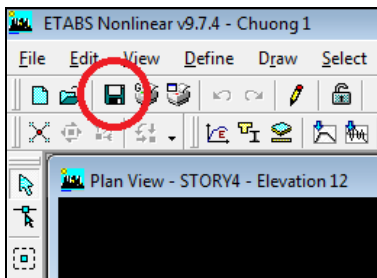 ETABS Nonlinear v9.7.4 - Chuong 1
File Edit View Define Draw Select
Plan View - STORY4 - Elevation 12